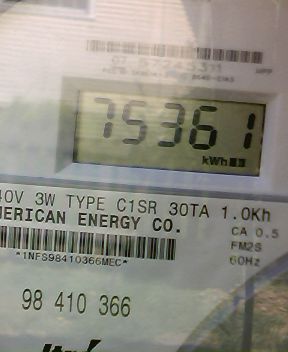 75361
kWh
40V 3W TYPE C1SR 30TA 1.0Kh
MERICAN ENERGY CO.
CA 0.5
FM2S
60Hz
*1NFS98410366MEC*
98 410 366